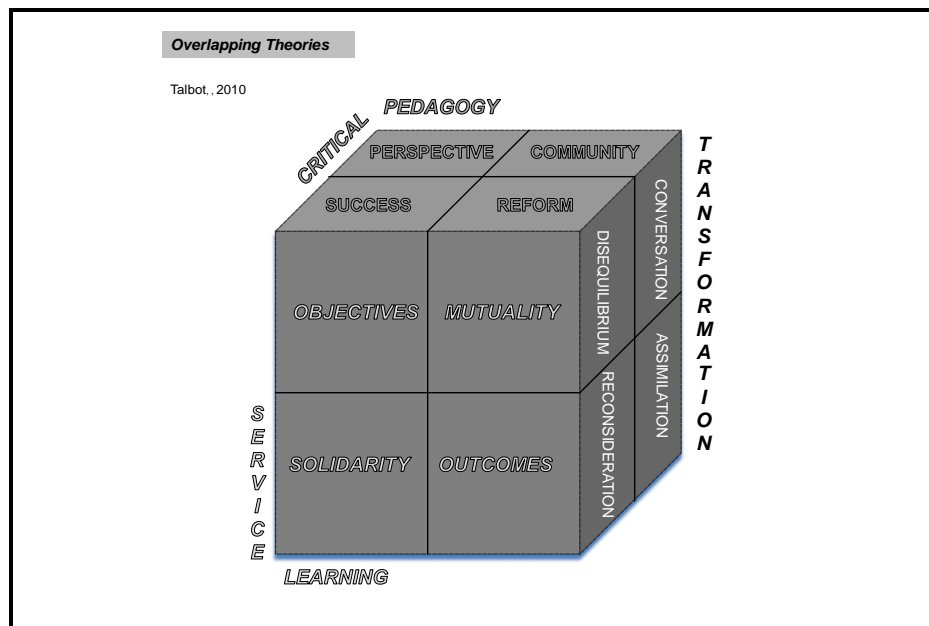 Overlapping Theories
Talbot, , 2010
CRITICAL
PEDAGOGY
PERSPECTIVE
COMMUNITY
SUCCESS
REFORM
OBJECTIVES
MUTUALITY
SOLIDARITY
OUTCOMES
DISEQUILIBRIUM
CONVERSATION
RECONSIDERATION
ASSIMILATION
TRANSFORMATION
SERVICE
LEARNING